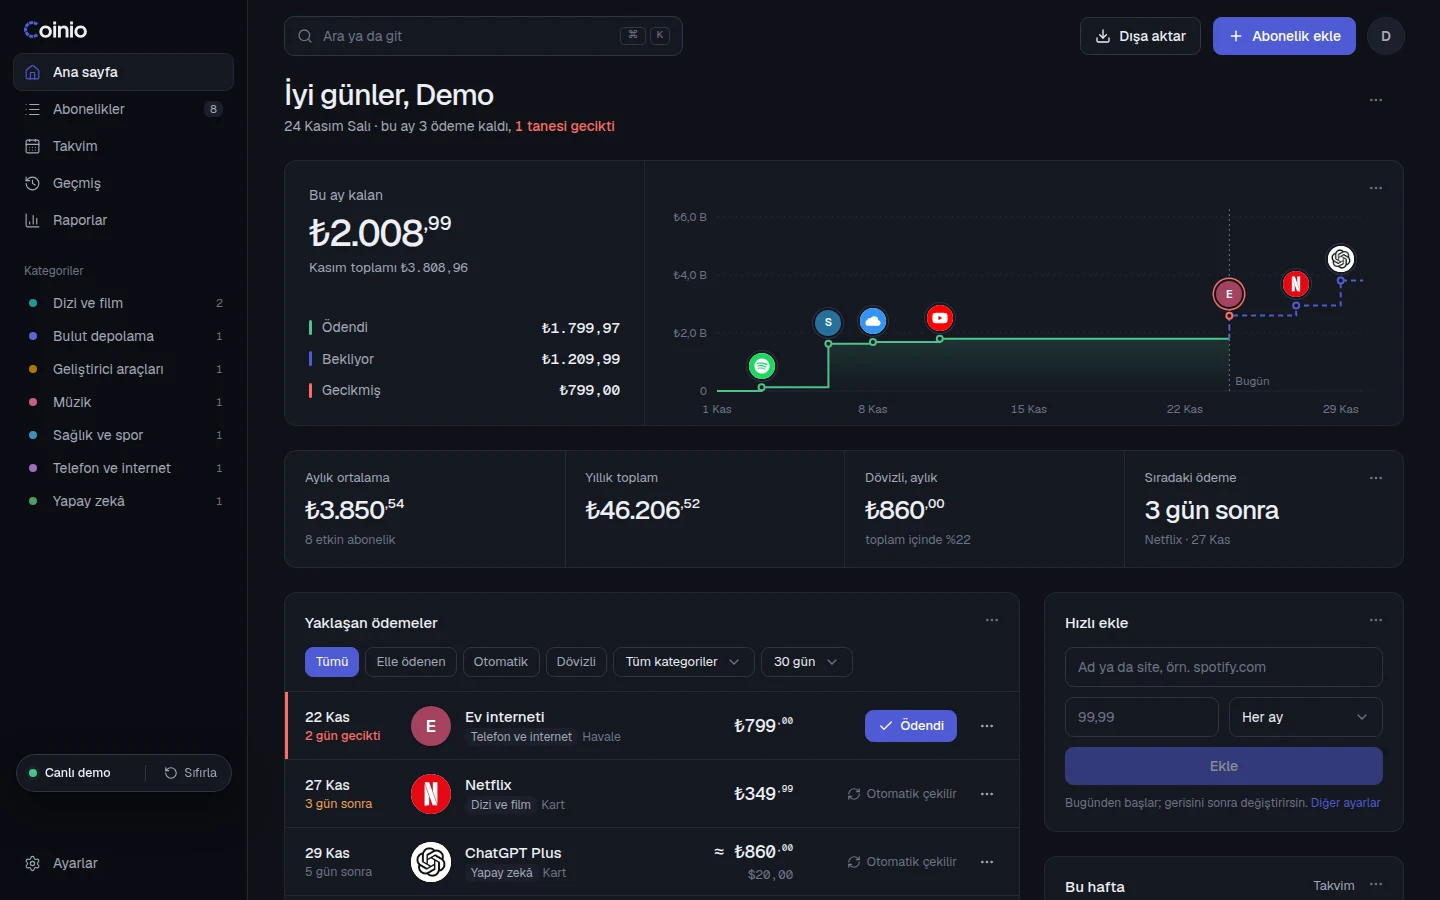 Coinio
Ana sayfa
Abonelikler 8
Takvim
Geçmiş
Raporlar
Kategoriler
Dizi ve film 2
Bulut depolama 1
Geliştirici araçları 1
Müzik 1
Sağlık ve spor 1
Telefon ve internet 1
Yapay zekâ 1
Canlı demo Sıfırla
Ayarlar
Ara ya da git ⌘ K
Dışa aktar
+ Abonelik ekle
D
İyi günler, Demo
24 Kasım Salı · bu ay 3 ödeme kaldı, 1 tanesi gecikti
Bu ay kalan
₺2.008,99
Kasım toplamı ₺3.808,96
Ödendi ₺1.799,97
Bekliyor ₺1.209,99
Gecikmiş ₺799,00
₺6,0 B
₺4,0 B
₺2,0 B
0
S
E
N
Bugün
1 Kas 8 Kas 15 Kas 22 Kas 29 Kas
Aylık ortalama
₺3.850,54
8 etkin abonelik
Yıllık toplam
₺46.206,52
Dövizli, aylık
₺860,00
toplam içinde %22
Sıradaki ödeme
3 gün sonra
Netflix · 27 Kas
Yaklaşan ödemeler
Tümü Elle ödenen Otomatik Dövizli Tüm kategoriler 30 gün
22 Kas
2 gün gecikti
E
Ev interneti
Telefon ve internet Havale
₺799,00
Ödendi
27 Kas
3 gün sonra
N
Netflix
Dizi ve film Kart
₺349,99
Otomatik çekilir
29 Kas
5 gün sonra
ChatGPT Plus
Yapay zekâ Kart
≈ ₺860,00
$20,00
Otomatik çekilir
Hızlı ekle
Ad ya da site, örn. spotify.com
99,99
Her ay
Ekle
Bugünden başlar; gerisini sonra değiştirirsin. Diğer ayarlar
Bu hafta Takvim